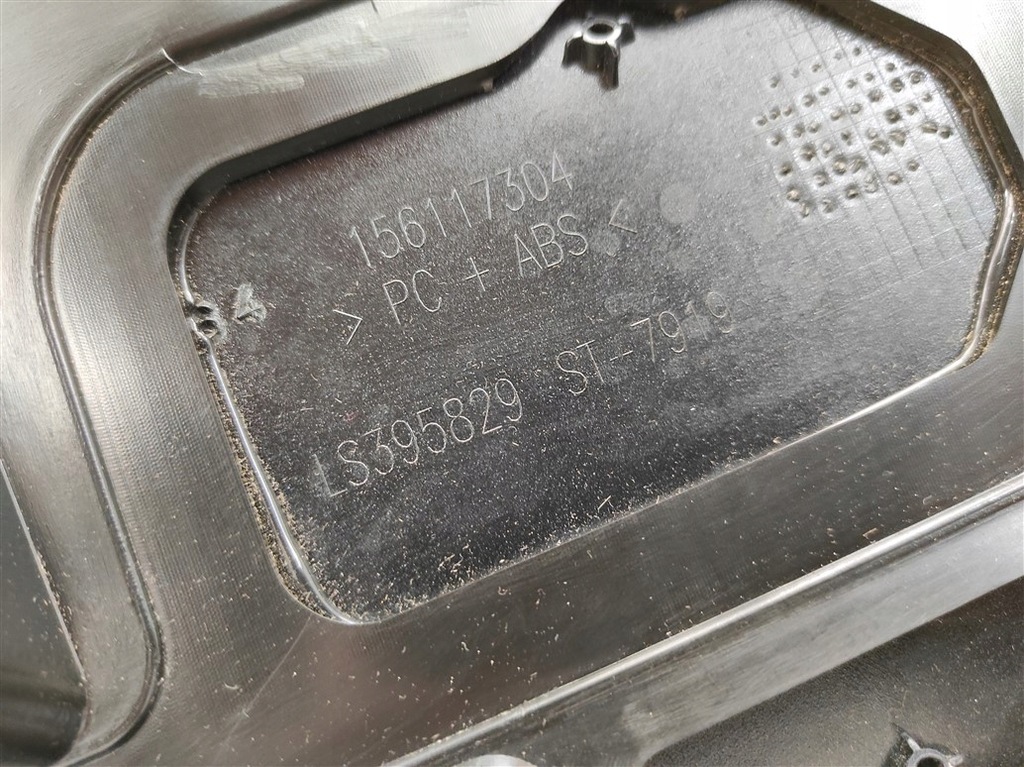 156117304
> PC + ABS <
LS395829 ST-7919